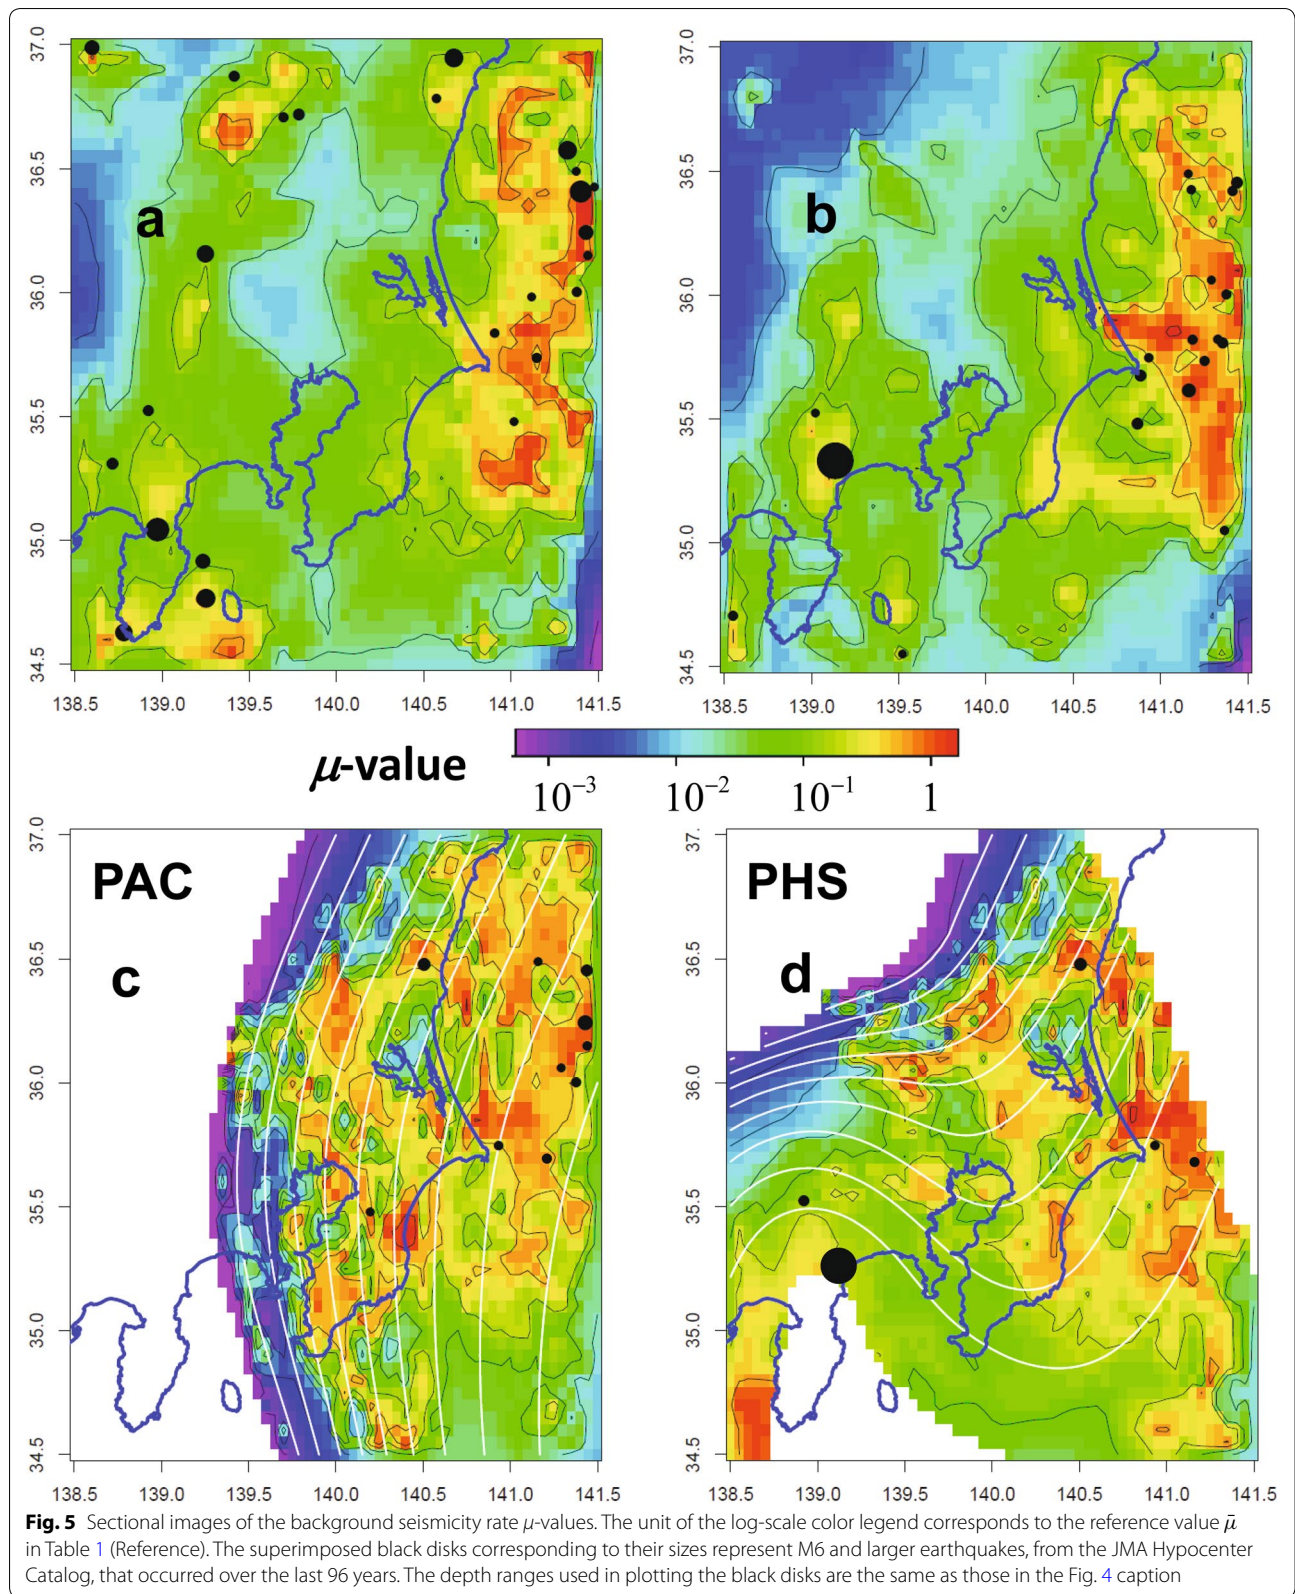 37.0
36.5
36.0
35.5
35.0
34.5
a
138.5 139.0 139.5 140.0 140.5 141.0 141.5
37.0
36.5
36.0
35.5
35.0
34.5
b
138.5 139.0 139.5 140.0 140.5 141.0 141.5
μ-value
10−3 10−2 10−1 1
37.0
36.5
36.0
35.5
35.0
34.5
PAC
c
138.5 139.0 139.5 140.0 140.5 141.0 141.5
37.
36.5
36.0
35.5
35.0
34.5
PHS
d
138.5 139.0 139.5 140.0 140.5 141.0 141.5
Fig. 5 Sectional images of the background seismicity rate μ-values. The unit of the log-scale color legend corresponds to the reference value μ̄
in Table 1 (Reference). The superimposed black disks corresponding to their sizes represent M6 and larger earthquakes, from the JMA Hypocenter
Catalog, that occurred over the last 96 years. The depth ranges used in plotting the black disks are the same as those in the Fig. 4 caption